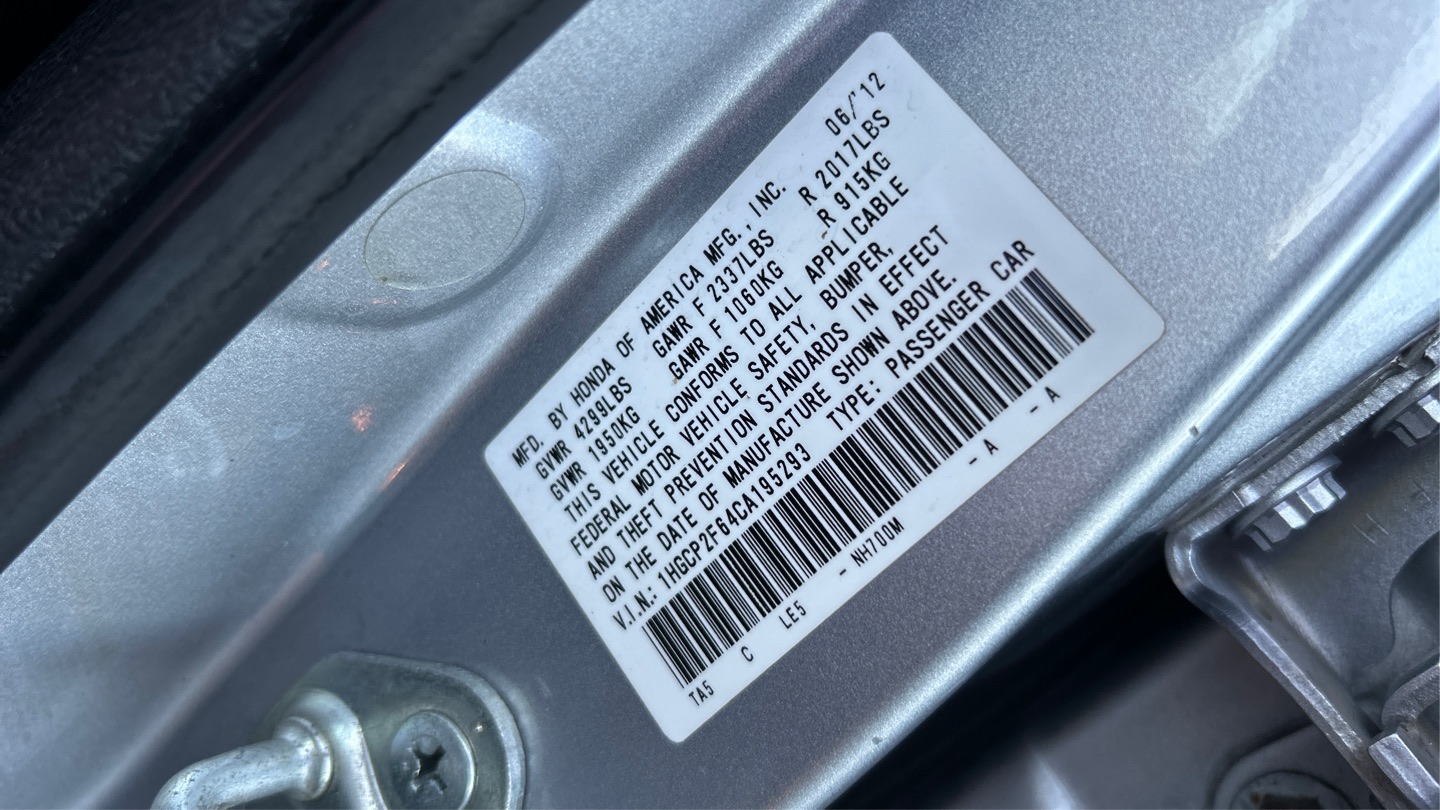 MFD. BY HONDA OF AMERICA MFG., INC. 06/'12
GVWR 4299LBS GAWR F 2337LBS R 2017LBS
GVWR 1950KG GAWR F 1060KG R 915KG
THIS VEHICLE CONFORMS TO ALL APPLICABLE
FEDERAL MOTOR VEHICLE SAFETY, BUMPER,
AND THEFT PREVENTION STANDARDS IN EFFECT
ON THE DATE OF MANUFACTURE SHOWN ABOVE.
V.I.N.: 1HGCP2F64CA195293 TYPE: PASSENGER CAR
TA5 C LE5 - NH700M - A - A